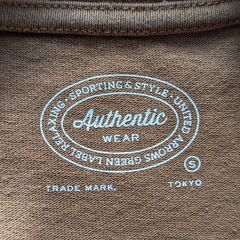 SPORTING & STYLE · UNITED ARROWS GREEN LABEL RELAXING ·
Authentic
WEAR
S
TRADE MARK. TOKYO